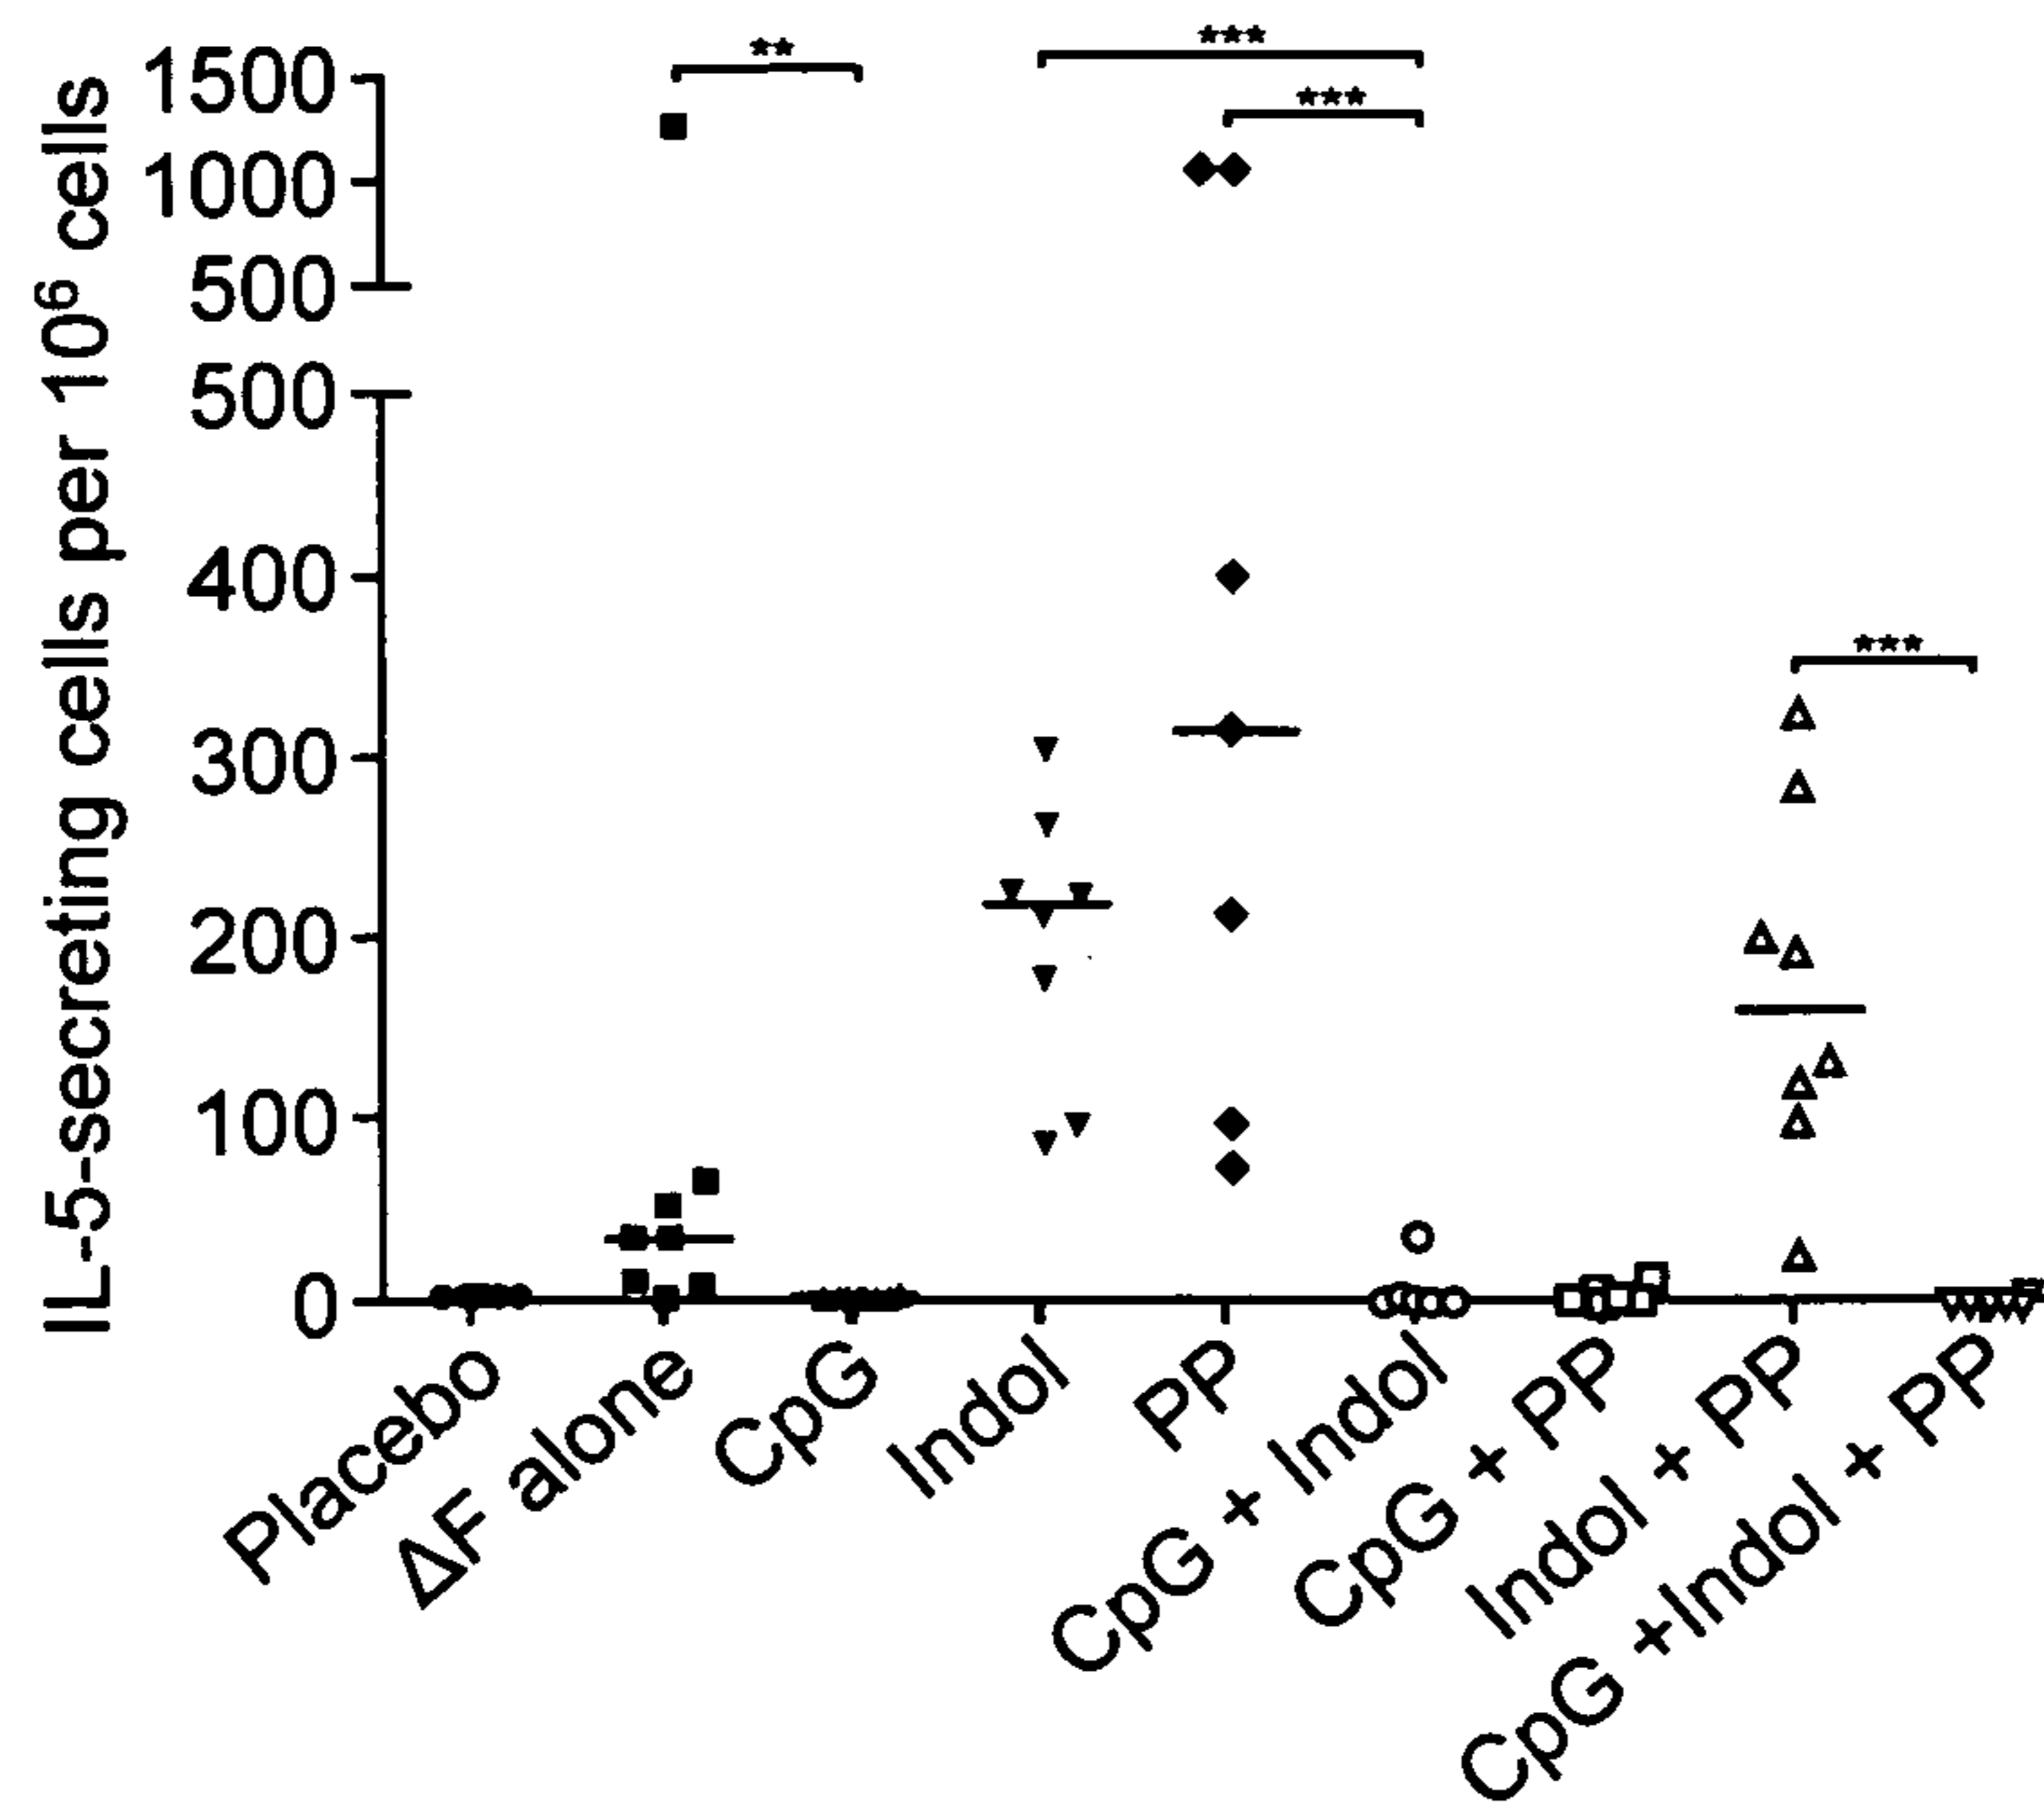 IL-5-secreting cells per 10⁶ cells
1500
1000
500
500
400
300
200
100
0
**
***
***
***
Placebo
ΔF alone
CpG
Indol
PP
CpG + Indol
CpG + PP
Indol + PP
CpG +Indol + PP